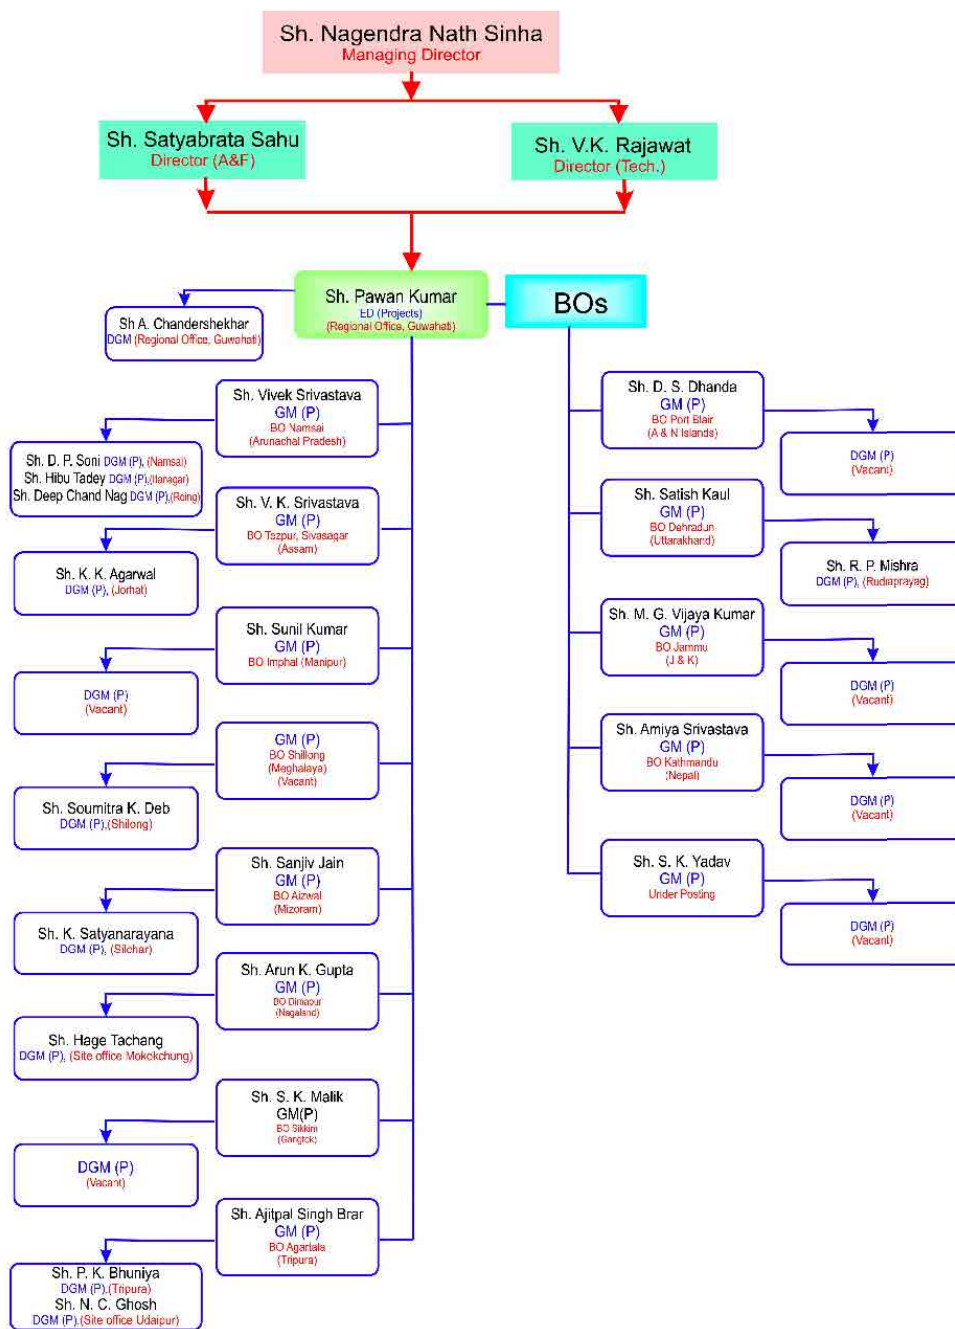 Sh. Nagendra Nath Sinha
Managing Director
Sh. Satyabrata Sahu
Director (A&F)
Sh. V.K. Rajawat
Director (Tech.)
Sh. Pawan Kumar
ED (Projects)
(Regional Office, Guwahati)
BOs
Sh A. Chandershekhar
DGM (Regional Office, Guwahati)
Sh. Vivek Srivastava
GM (P)
BO Namsai
(Arunachal Pradesh)
Sh. D. P. Soni DGM (P), (Namsai)
Sh. Hibu Tadey DGM (P),(Itanagar)
Sh. Deep Chand Nag DGM (P),(Roing)
Sh. V. K. Srivastava
GM (P)
BO Tezpur, Sivasagar
(Assam)
Sh. K. K. Agarwal
DGM (P), (Jorhat)
Sh. Sunil Kumar
GM (P)
BO Imphal (Manipur)
DGM (P)
(Vacant)
GM (P)
BO Shillong
(Meghalaya)
(Vacant)
Sh. Soumitra K. Deb
DGM (P),(Shilong)
Sh. Sanjiv Jain
GM (P)
BO Aizwal
(Mizoram)
Sh. K. Satyanarayana
DGM (P), (Silchar)
Sh. Arun K. Gupta
GM (P)
BO Dimapur
(Nagaland)
Sh. Hage Tachang
DGM (P), (Site office Mokokchung)
Sh. S. K. Malik
GM(P)
BO Sikkim
(Gangtok)
DGM (P)
(Vacant)
Sh. Ajitpal Singh Brar
GM (P)
BO Agartala
(Tripura)
Sh. P. K. Bhuniya
DGM (P),(Tripura)
Sh. N. C. Ghosh
DGM (P),(Site office Udaipur)
Sh. D. S. Dhanda
GM (P)
BO Port Blair
(A & N Islands)
DGM (P)
(Vacant)
Sh. Satish Kaul
GM (P)
BO Dehradun
(Uttarakhand)
Sh. R. P. Mishra
DGM (P), (Rudraprayag)
Sh. M. G. Vijaya Kumar
GM (P)
BO Jammu
(J & K)
DGM (P)
(Vacant)
Sh. Amiya Srivastava
GM (P)
BO Kathmandu
(Nepal)
DGM (P)
(Vacant)
Sh. S. K. Yadav
GM (P)
Under Posting
DGM (P)
(Vacant)